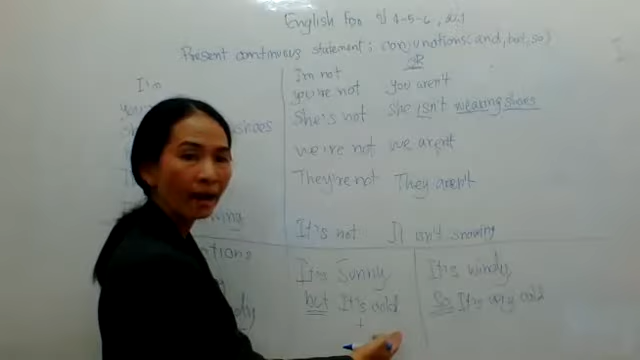 English For ป 4-5-6
Present continuous statement; conjunctions (and, but, so)
I'm
I'm not
you're not you aren't
She's not She isn't wearing shoes
shoes
we're not we aren't
They're not They aren't
It's not It isn't snowing
It's Sunny
but It's cold
It's windy
So It's very cold